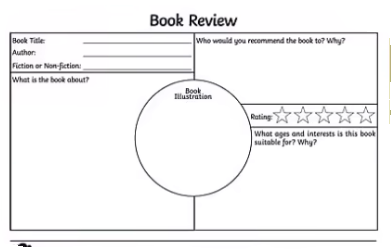 Book Review
Book Title:
Author:
Fiction or Non-fiction:
What is the book about?
Who would you recommend the book to? Why?
Book
Illustration
Rating:
What ages and interests is this book
suitable for? Why?